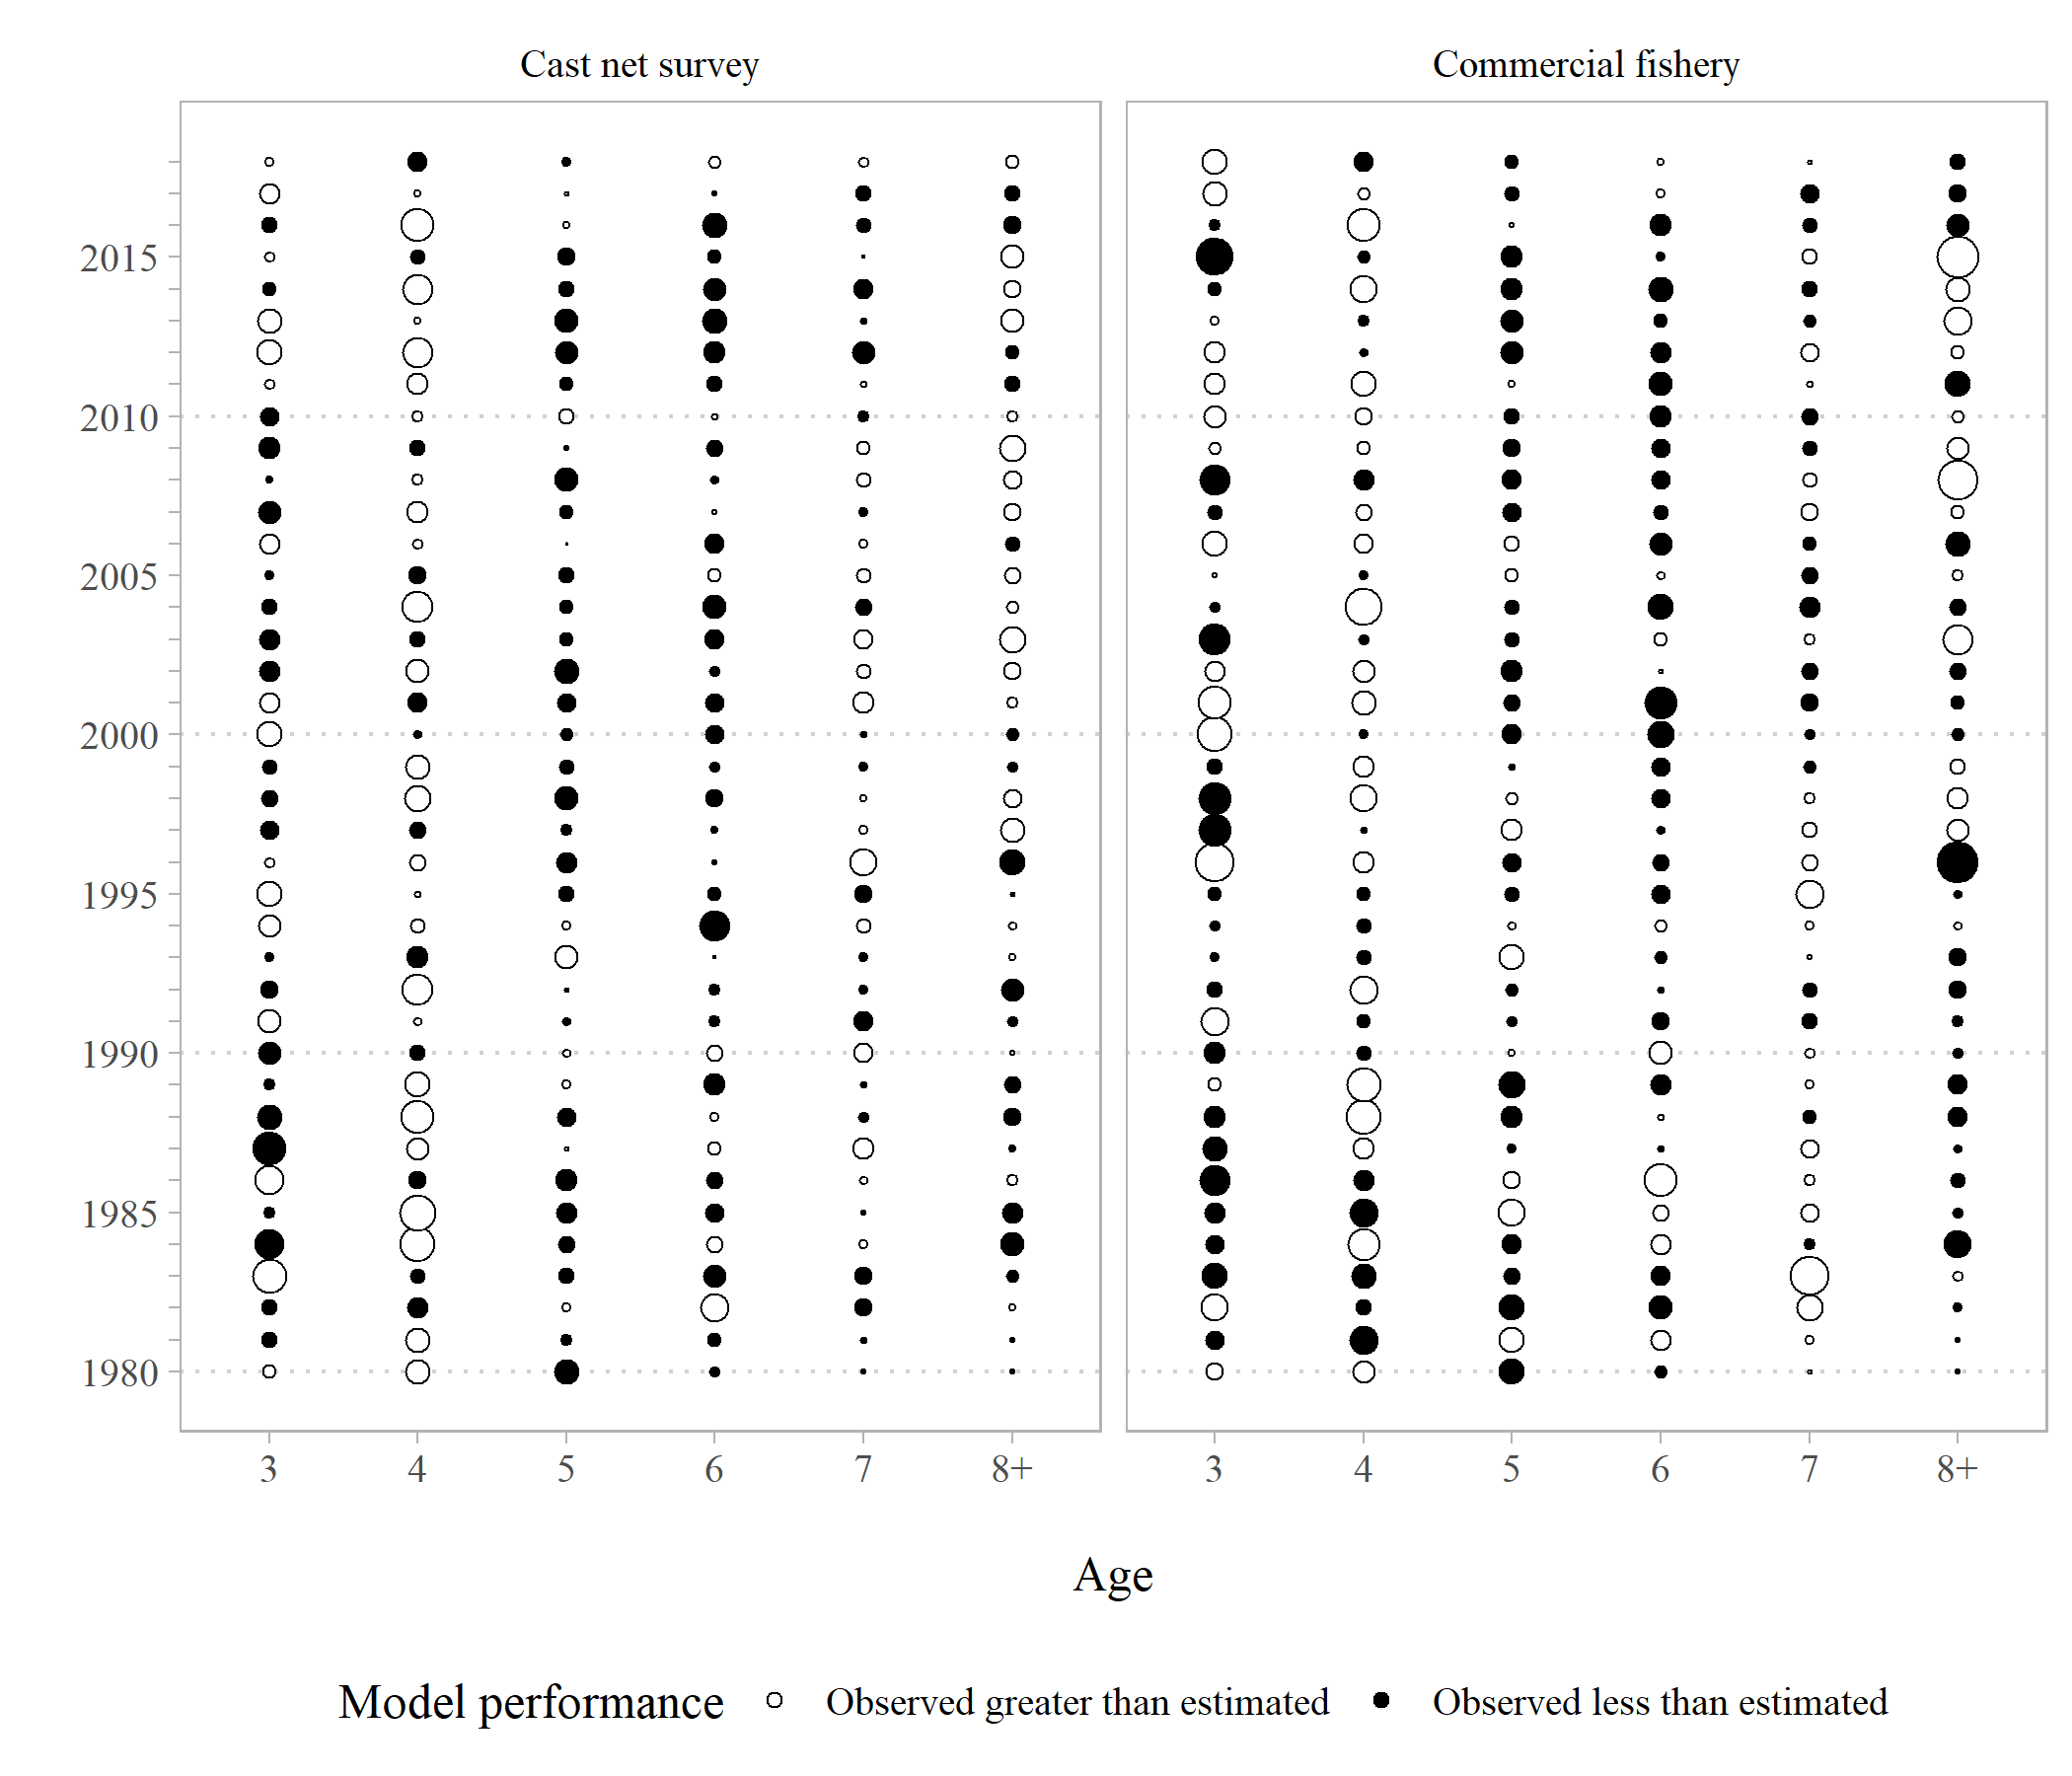 Cast net survey Commercial fishery
2015
2010
2005
2000
1995
1990
1985
1980
3 4 5 6 7 8+ 3 4 5 6 7 8+
Age
Model performance Observed greater than estimated Observed less than estimated